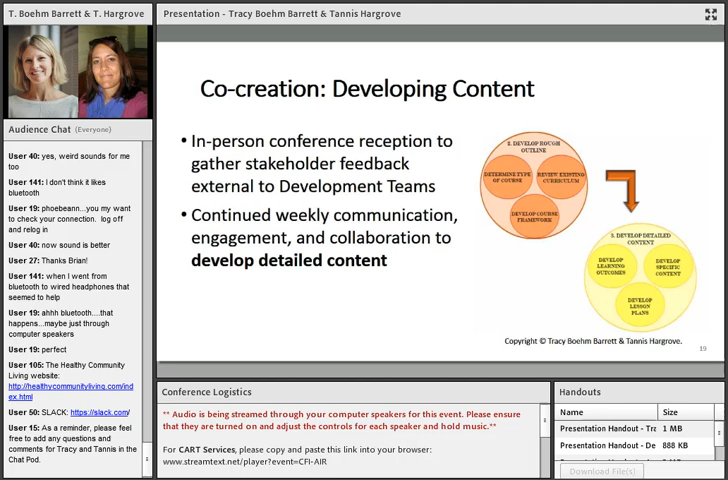 T. Boehm Barrett & T. Hargrove
Presentation - Tracy Boehm Barrett & Tannis Hargrove
Audience Chat (Everyone)
User 40: yes, weird sounds for me
too
User 141: I don't think it likes
bluetooth
User 19: phoebeann...you my want
to check your connection. log off
and relog in
User 40: now sound is better
User 27: Thanks Brian!
User 141: when I went from
bluetooth to wired headphones that
seemed to help
User 19: ahhh bluetooth....that
happens...maybe just through
computer speakers
User 19: perfect
User 105: The Healthy Community
Living website:
http://healthycommunityliving.com/ind
ex.html
User 50: SLACK: https://slack.com/
User 15: As a reminder, please feel
free to add any questions and
comments for Tracy and Tannis in the
Chat Pod.
Co-creation: Developing Content
• In-person conference reception to
gather stakeholder feedback
external to Development Teams
• Continued weekly communication,
engagement, and collaboration to
develop detailed content
DEVELOP ROUGH
OUTLINE
DETERMINE TYPE
OF COURSE
REVIEW EXISTING
CURRICULUM
DEVELOP COURSE
FRAMEWORK
3. DEVELOP DETAILED
CONTENT
DEVELOP
LEARNING
OUTCOMES
DEVELOP
SPECIFIC
CONTENT
DEVELOP
LESSON
PLANS
Copyright © Tracy Boehm Barrett & Tannis Hargrove.
19
Conference Logistics
** Audio is being streamed through your computer speakers for this event. Please ensure
that they are turned on and adjust the controls for each speaker and hold music.**
For CART Services, please copy and paste this link into your browser:
www.streamtext.net/player?event=CFI-AIR
Handouts
Name Size
Presentation Handout - Tra 1 MB
Presentation Handout - De 888 KB
Download File(s)